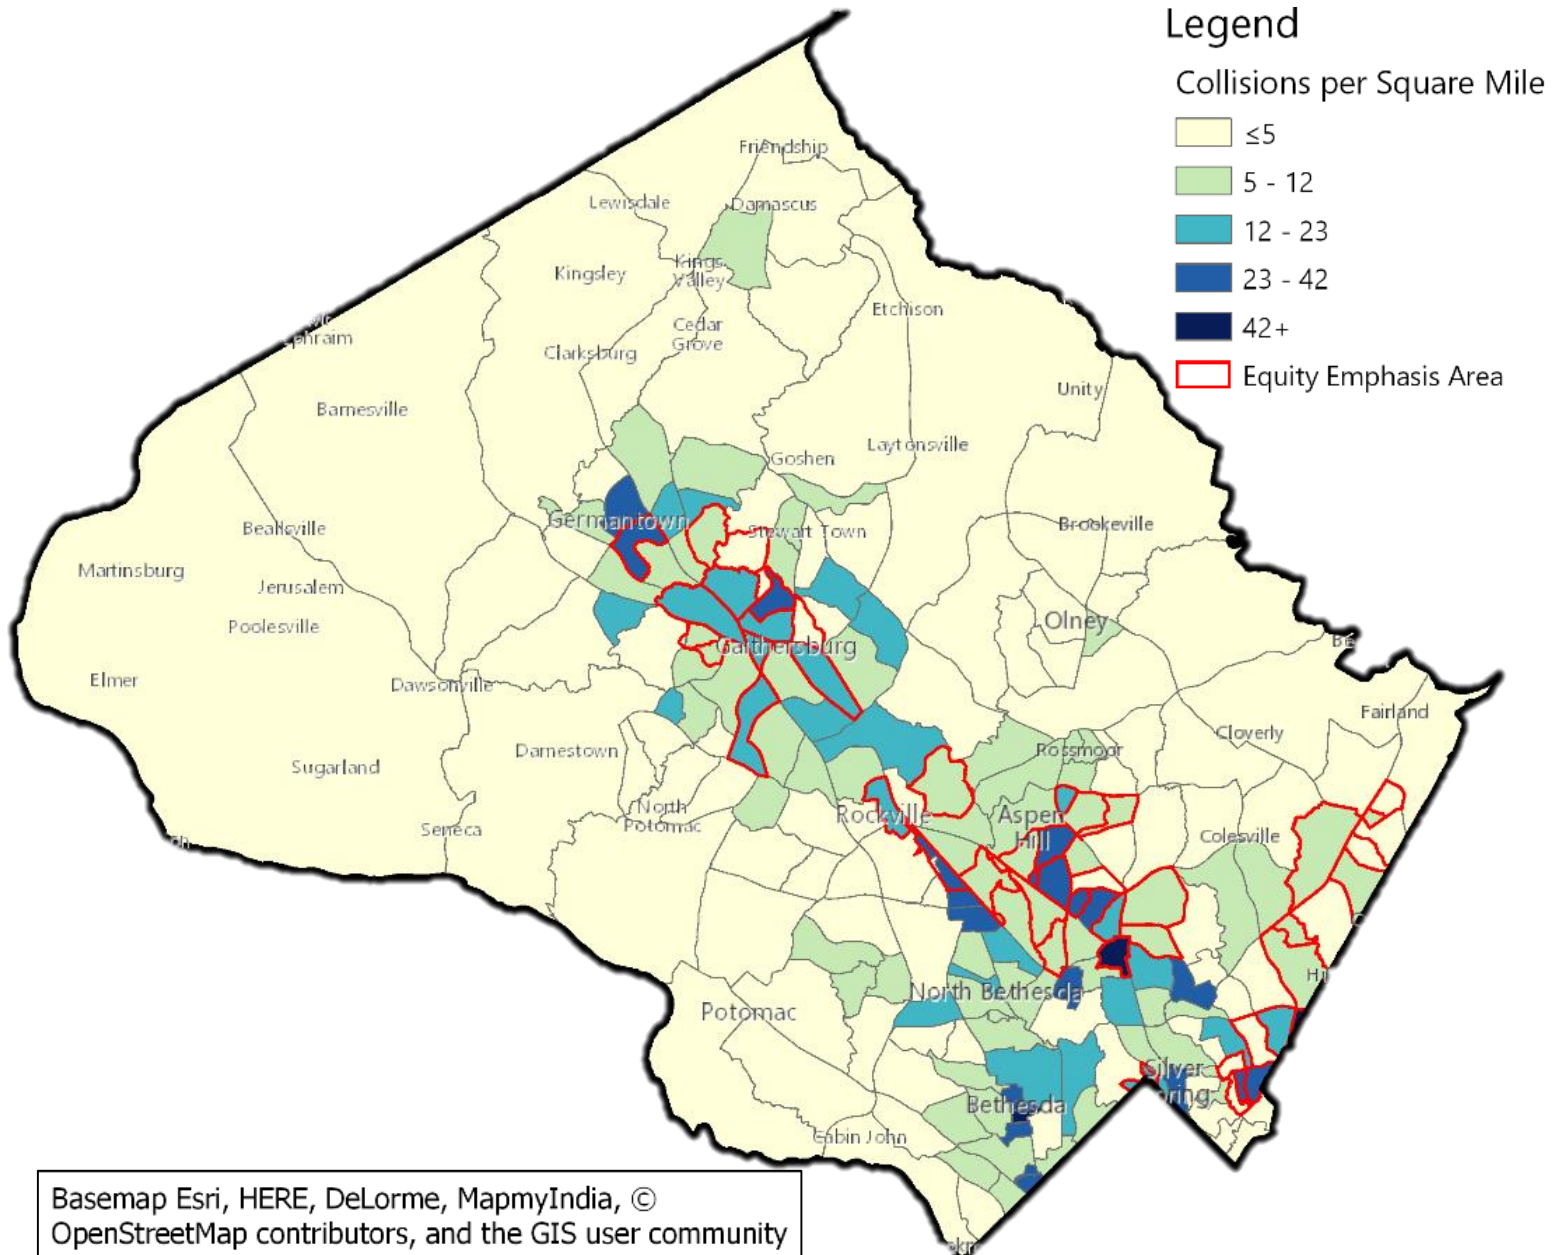 Legend
Collisions per Square Mile
≤5
5 - 12
12 - 23
23 - 42
42+
Equity Emphasis Area
Friendship
Lewisdale
Damascus
Kings
Valley
Kingsley
Etchison
Cedar
Grove
Clarksburg
Unity
Barnesville
Laytonsville
Goshen
Germantown
Stewart Town
Brookeville
Beallsville
Martinsburg
Jerusalem
Olney
Poolesville
Gaithersburg
Elmer
Dawsonville
Fairland
Cloverly
Darnestown
Rossmoor
Sugarland
North
Potomac
Rockville
Aspen
Hill
Seneca
Colesville
North Bethesda
Potomac
Silver
Bethesda
Cabin John
Basemap Esri, HERE, DeLorme, MapmyIndia, ©
OpenStreetMap contributors, and the GIS user community